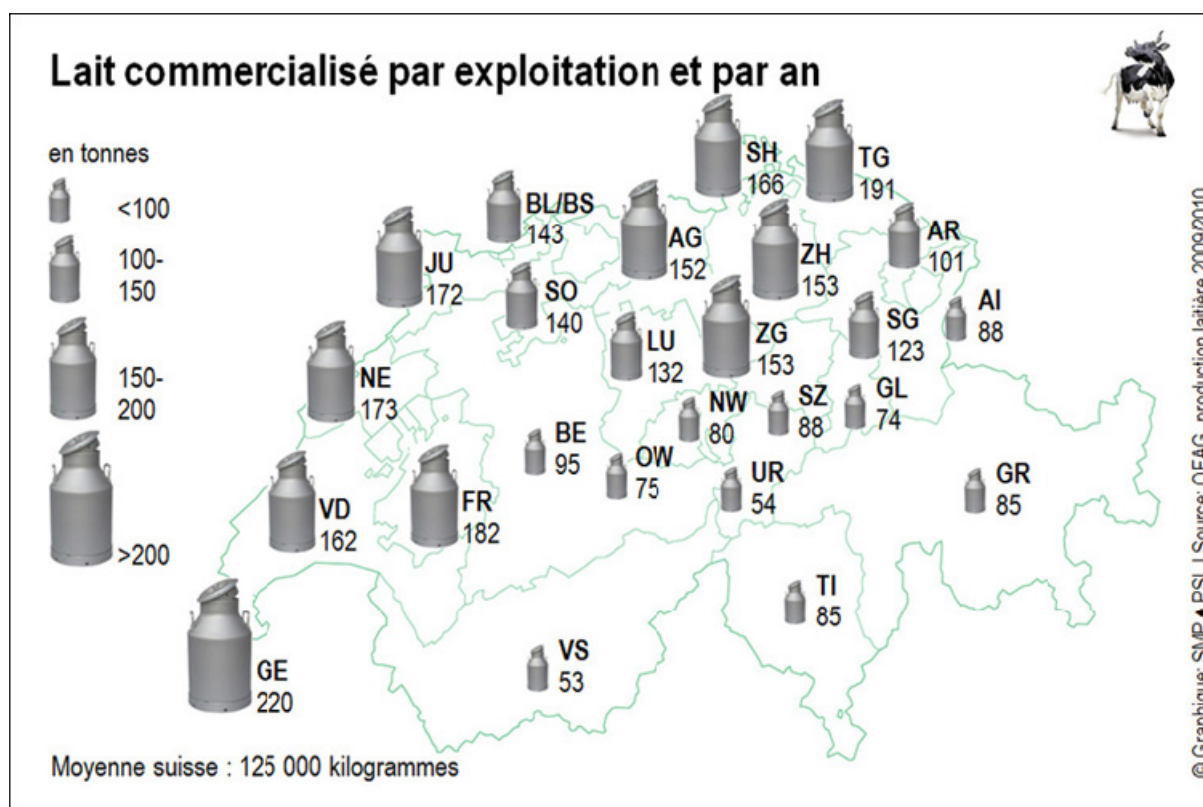 Lait commercialisé par exploitation et par an
en tonnes
<100
100-
150
150-
200
>200
SH
166
TG
191
BL/BS
143
AG
152
ZH
153
AR
101
JU
172
SO
140
LU
132
ZG
153
SG
123
AI
88
NE
173
BE
95
NW
80
SZ
88
GL
74
OW
75
UR
54
GR
85
VD
162
FR
182
TI
85
GE
220
VS
53
Moyenne suisse : 125 000 kilogrammes
© Graphique: SMP ▲ PSL | Source: OFAG, production laitière 2009/2010